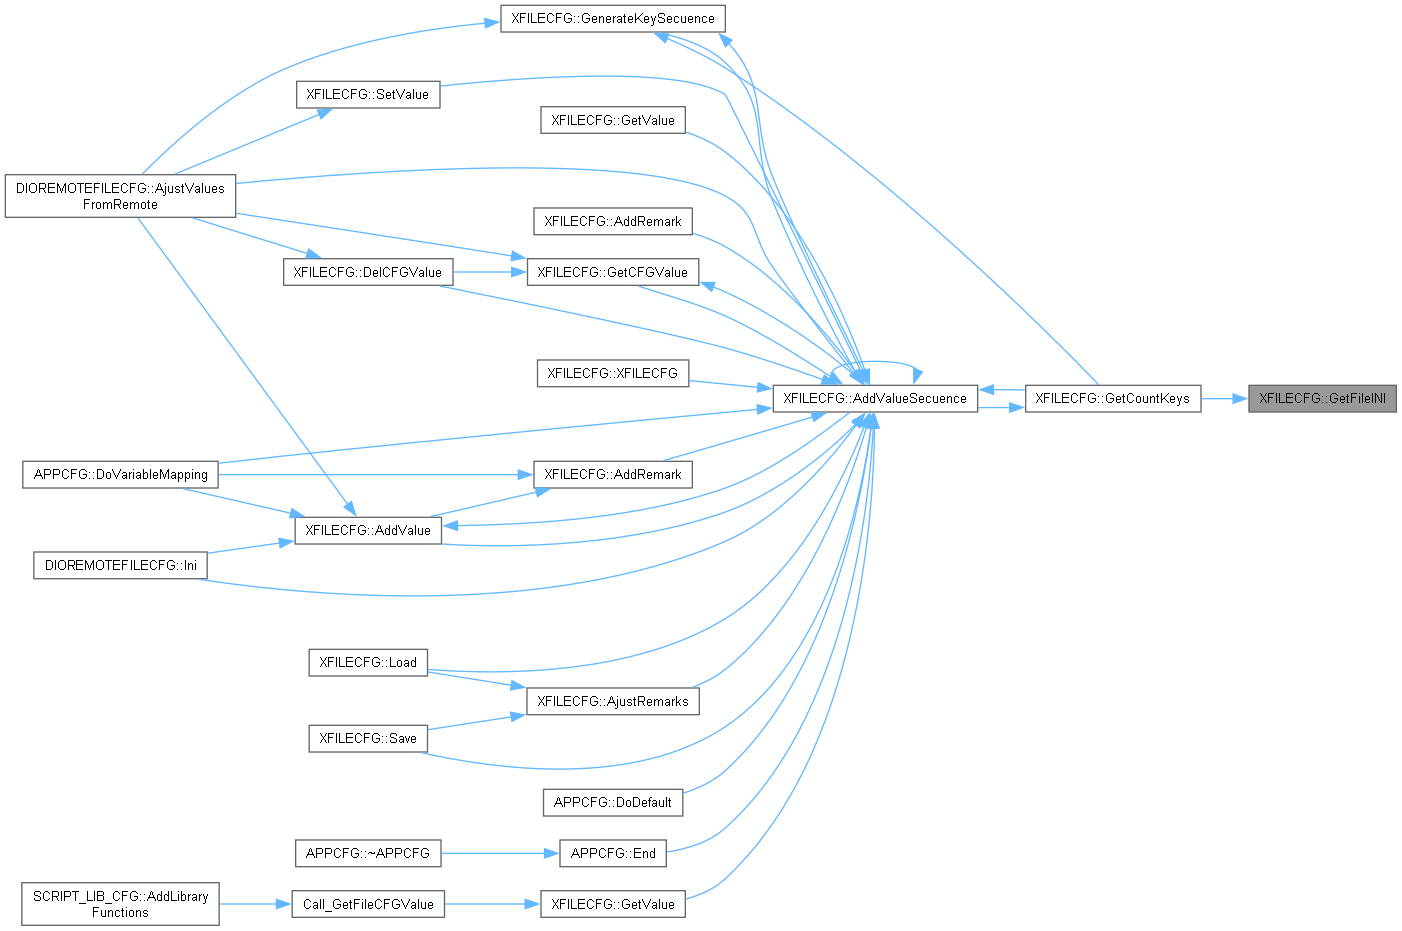 XFILECFG::GenerateKeySecuence
XFILECFG::SetValue
XFILECFG::GetValue
DIOREMOTEFILECFG::AjustValues
FromRemote
XFILECFG::AddRemark
XFILECFG::DelCFGValue
XFILECFG::GetCFGValue
XFILECFG::XFILECFG
XFILECFG::AddValueSecuence
XFILECFG::GetCountKeys
XFILECFG::GetFileINI
APPCFG::DoVariableMapping
XFILECFG::AddRemark
XFILECFG::AddValue
DIOREMOTEFILECFG::Ini
XFILECFG::Load
XFILECFG::AjustRemarks
XFILECFG::Save
APPCFG::DoDefault
APPCFG::~APPCFG
APPCFG::End
SCRIPT_LIB_CFG::AddLibrary
Functions
Call_GetFileCFGValue
XFILECFG::GetValue